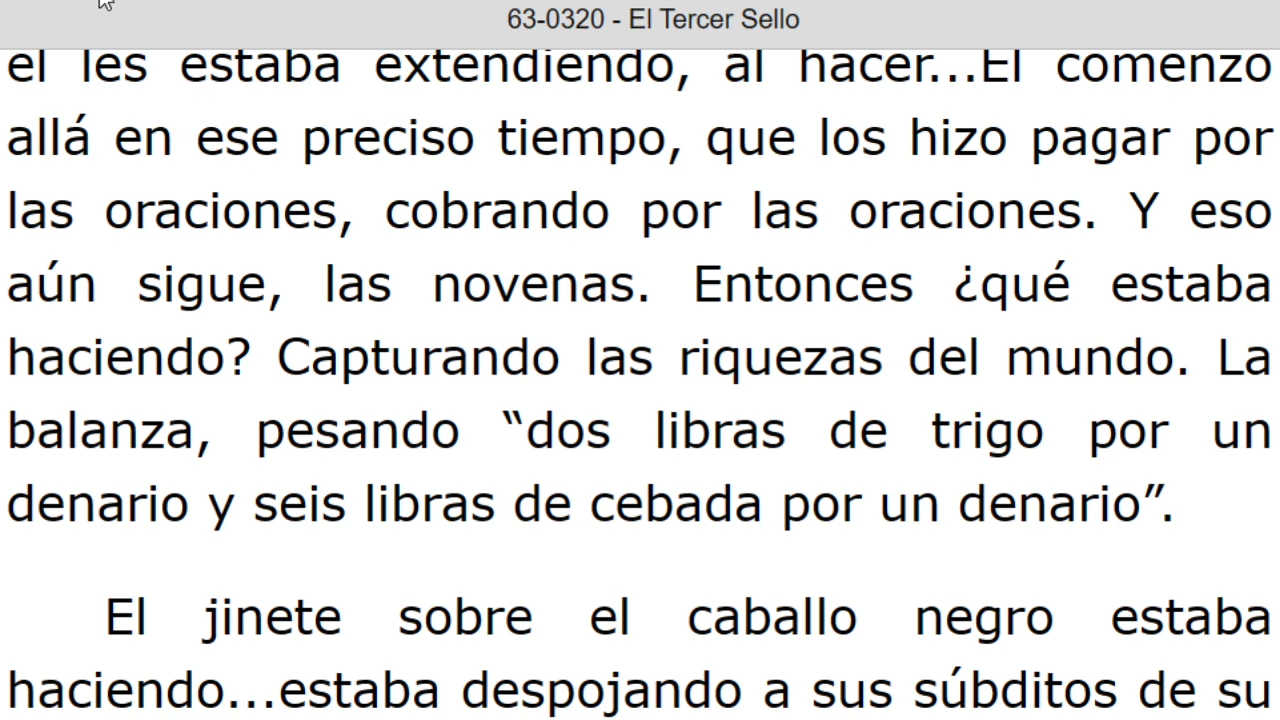 63-0320 - El Tercer Sello
él les estaba extendiendo, al hacer...Él comenzó
allá en ese preciso tiempo, que los hizo pagar por
las oraciones, cobrando por las oraciones. Y eso
aún sigue, las novenas. Entonces ¿qué estaba
haciendo? Capturando las riquezas del mundo. La
balanza, pesando “dos libras de trigo por un
denario y seis libras de cebada por un denario”.
El jinete sobre el caballo negro estaba
haciendo...estaba despojando a sus súbditos de su